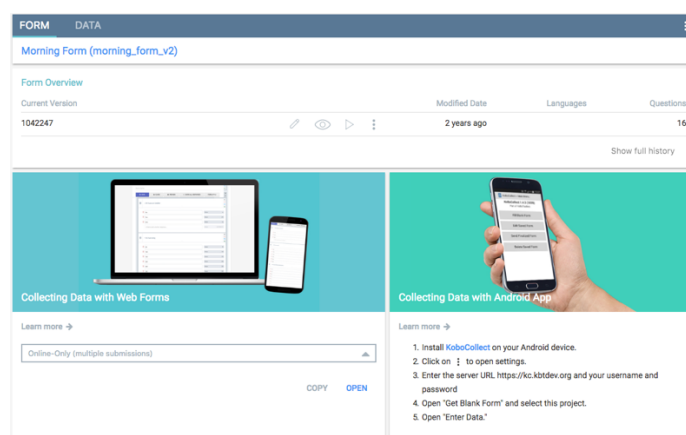 FORM DATA
Morning Form (morning_form_v2)
Form Overview
Current Version Modified Date Languages Questions
1042247 2 years ago 16
Show full history
Collecting Data with Web Forms
Learn more →
Online-Only (multiple submissions)
COPY OPEN
Collecting Data with Android App
Learn more →
1. Install KoboCollect on your Android device.
2. Click on ⋮ to open settings.
3. Enter the server URL https://kc.kbtdev.org and your username and
password
4. Open "Get Blank Form" and select this project.
5. Open "Enter Data."